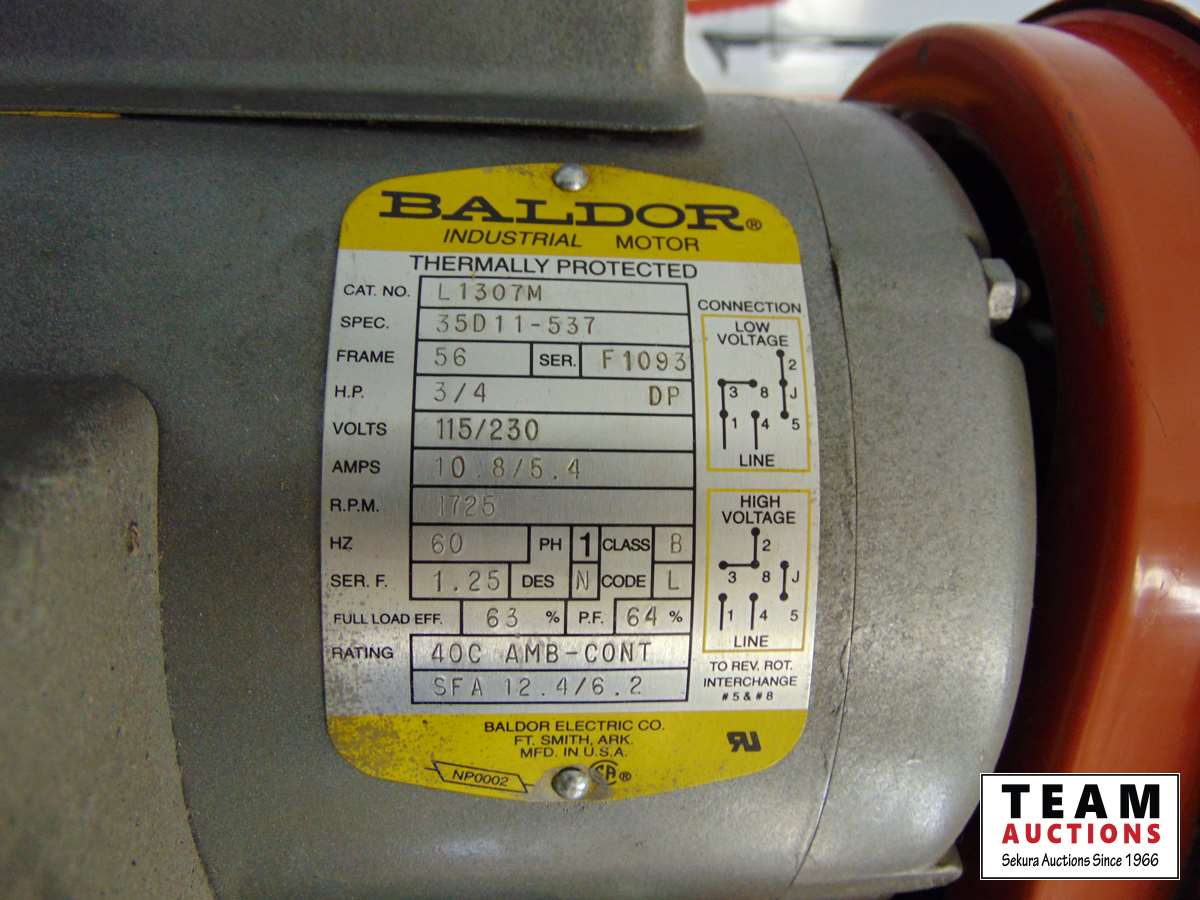 BALDOR®
INDUSTRIAL MOTOR
THERMALLY PROTECTED
CAT. NO. L1307M
SPEC. 35D11-537
FRAME 56 SER. F1093
H.P. 3/4 DP
VOLTS 115/230
AMPS 10.8/5.4
R.P.M. 1725
HZ 60 PH 1 CLASS B
SER. F. 1.25 DES N CODE L
FULL LOAD EFF. 63 % P.F. 64 %
RATING 40C AMB-CONT
SFA 12.4/6.2
CONNECTION
LOW
VOLTAGE
2
3 8 J
1 4 5
LINE
HIGH
VOLTAGE
2
3 8 J
1 4 5
LINE
TO REV. ROT.
INTERCHANGE
#5 & #8
BALDOR ELECTRIC CO.
FT. SMITH, ARK.
MFD. IN U.S.A.
NP0002
TEAM
AUCTIONS
Sekura Auctions Since 1966